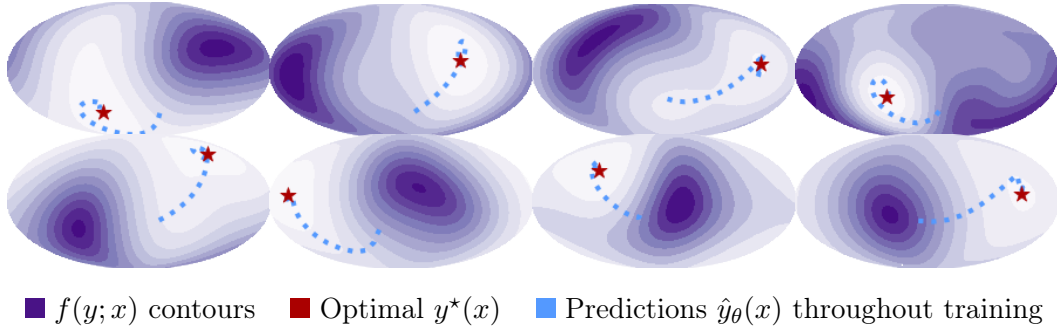 f(y; x) contours Optimal y⋆(x) Predictions ŷθ(x) throughout training